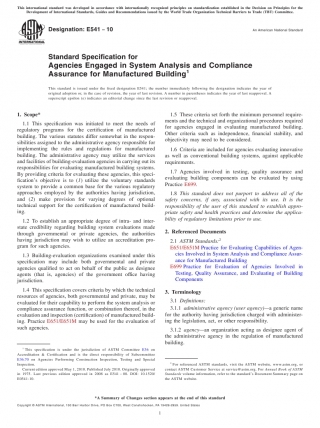 This international standard was developed in accordance with internationally recognized principles on standardization established in the Decision on Principles for the
Development of International Standards, Guides and Recommendations issued by the World Trade Organization Technical Barriers to Trade (TBT) Committee.
Designation: E541 − 10
An American National Standard
INTERNATIONAL
Standard Specification for
Agencies Engaged in System Analysis and Compliance
Assurance for Manufactured Building¹
This standard is issued under the fixed designation E541; the number immediately following the designation indicates the year of
original adoption or, in the case of revision, the year of last revision. A number in parentheses indicates the year of last reapproval. A
superscript epsilon (ε) indicates an editorial change since the last revision or reapproval.
1. Scope*
1.1 This specification was initiated to meet the needs of
regulatory programs for the certification of manufactured
building. The various statutes differ somewhat in the respon-
sibilities assigned to the administrative agency responsible for
implementing the rules and regulations for manufactured
building. The administrative agency may utilize the services
and facilities of building-evaluation agencies in carrying out its
responsibilities for evaluating manufactured building systems.
By providing criteria for evaluating these agencies, this speci-
fication's objective is to (1) utilize the voluntary standards
system to provide a common base for the various regulatory
approaches employed by the authorities having jurisdiction,
and (2) make provision for varying degrees of optional
technical support for the certification of manufactured build-
ing.
1.2 To establish an appropriate degree of intra- and inter-
state credibility regarding building system evaluations made
through governmental or private agencies, the authorities
having jurisdiction may wish to utilize an accreditation pro-
gram for such agencies.
1.3 Building-evaluation organizations examined under this
specification may include both governmental and private
agencies qualified to act on behalf of the public as designee
agents (that is, agencies) of the government office having
jurisdiction.
1.4 This specification covers criteria by which the technical
resources of agencies, both governmental and private, may be
evaluated for their capability to perform the system analysis or
compliance assurance function, or combination thereof, in the
evaluation and inspection (certification) of manufactured build-
ing. Practice E651/E651M may be used for the evaluation of
such agencies.
1.5 These criteria set forth the minimum personnel require-
ments and the technical and organizational procedures required
for agencies engaged in evaluating manufactured building.
Other criteria such as independence, financial stability, and
objectivity may need to be considered.
1.6 Criteria are included for agencies evaluating innovative
as well as conventional building systems, against applicable
requirements.
1.7 Agencies involved in testing, quality assurance and
evaluating building components can be evaluated by using
Practice E699.
1.8 This standard does not purport to address all of the
safety concerns, if any, associated with its use. It is the
responsibility of the user of this standard to establish appro-
priate safety and health practices and determine the applica-
bility of regulatory limitations prior to use.
2. Referenced Documents
2.1 ASTM Standards:²
E651/E651M Practice for Evaluating Capabilities of Agen-
cies Involved in System Analysis and Compliance Assur-
ance for Manufactured Building
E699 Practice for Evaluation of Agencies Involved in
Testing, Quality Assurance, and Evaluating of Building
Components
3. Terminology
3.1 Definitions:
3.1.1 administrative agency (user agency)—a generic name
for the authority having jurisdiction charged with administer-
ing the legislation, act, or other responsibility.
3.1.2 agency—an organization acting as designee agent of
the administrative agency in the regulation of manufactured
building.
¹ This specification is under the jurisdiction of ASTM Committee E36 on
Accreditation & Certification and is the direct responsibility of Subcommittee
E36.70 on Agencies Performing Construction Inspection, Testing and Special
Inspection.
Current edition approved May 1, 2010. Published July 2010. Originally approved
E0541-10.
² For referenced ASTM standards, visit the ASTM website, www.astm.org, or
contact ASTM Customer Service at service@astm.org. For Annual Book of ASTM
Standards volume information, refer to the standard's Document Summary page on
the ASTM website.
*A Summary of Changes section appears at the end of this standard
Copyright © ASTM International, 100 Barr Harbor Drive, PO Box C700, West Conshohocken, PA 19428-2959. United States
1